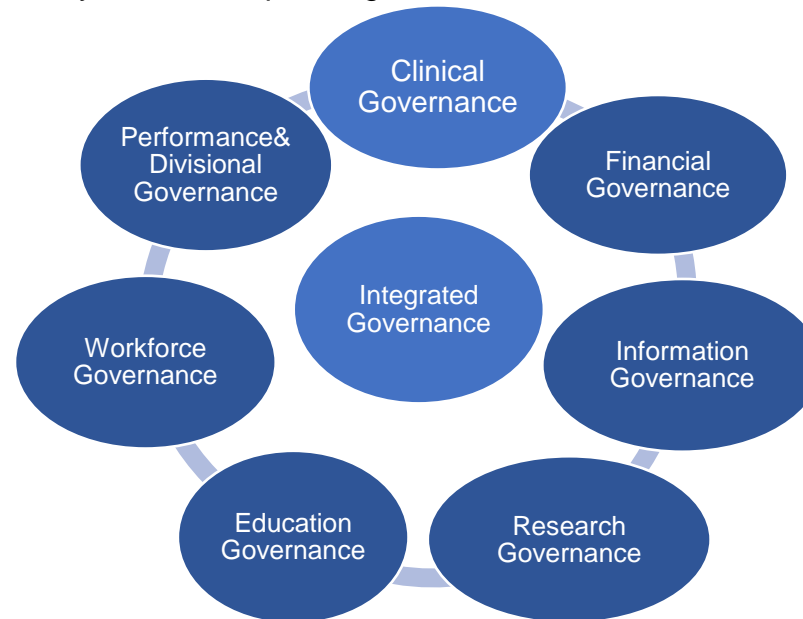 Clinical
Governance
Performance&
Divisional
Governance
Financial
Governance
Integrated
Governance
Workforce
Governance
Information
Governance
Education
Governance
Research
Governance